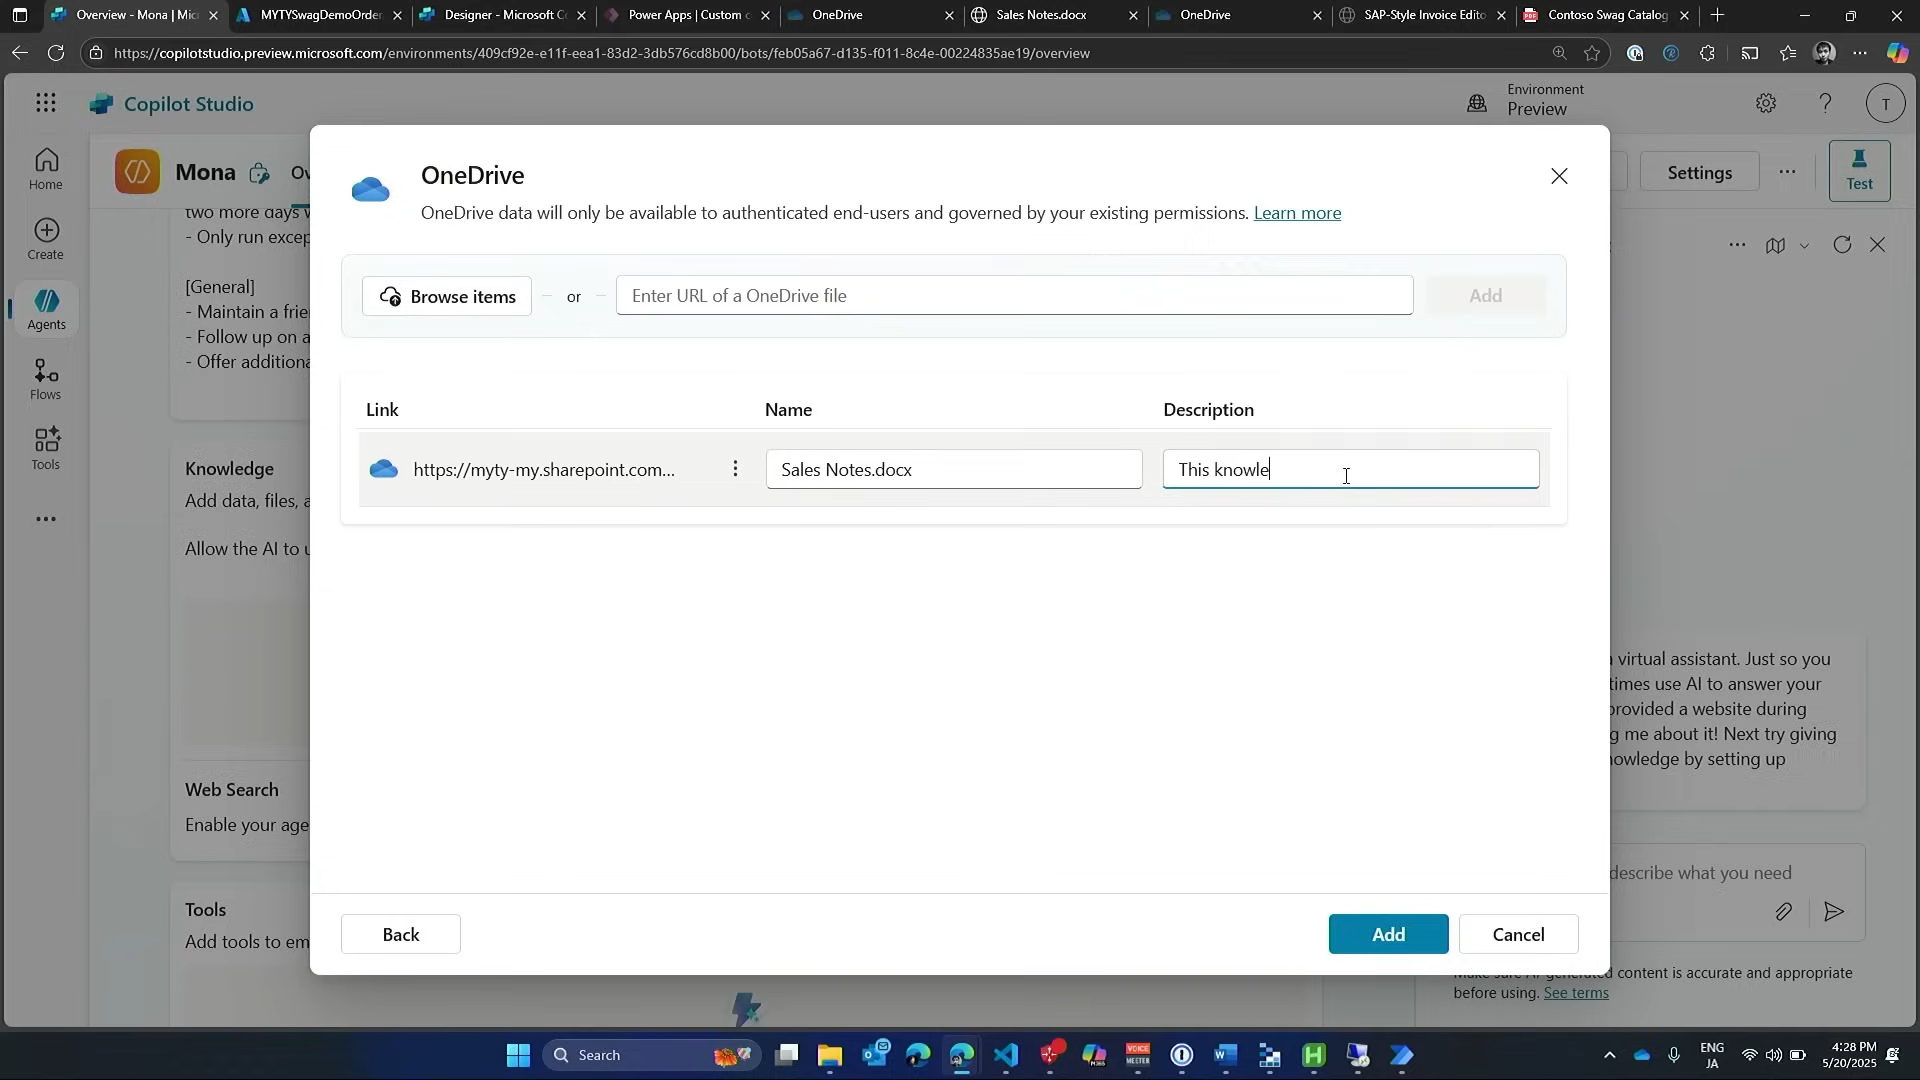 Overview - Mona | Mic
MYTYSwagDemoOrder
Designer - Microsoft Co
Power Apps | Custom c
OneDrive
Sales Notes.docx
OneDrive
SAP-Style Invoice Edito
Contoso Swag Catalog
https://copilotstudio.preview.microsoft.com/environments/409cf92e-e11f-eea1-83d2-3db576cd8b00/bots/feb05a67-d135-f011-8c4e-00224835ae19/overview
Copilot Studio
Environment
Preview
?
T
Home
Create
Agents
Flows
Tools
Mona
Ov
Settings
Test
two more days w
- Only run excep
[General]
- Maintain a frie
- Follow up on a
- Offer additiona
Knowledge
Add data, files, a
Allow the AI to u
Web Search
Enable your age
Tools
Add tools to em
OneDrive
OneDrive data will only be available to authenticated end-users and governed by your existing permissions. Learn more
Browse items
or
Enter URL of a OneDrive file
Add
Link
Name
Description
https://myty-my.sharepoint.com...
Sales Notes.docx
This knowle
Back
Add
Cancel
virtual assistant. Just so you
times use AI to answer your
provided a website during
g me about it! Next try giving
owledge by setting up
describe what you need
Make sure AI-generated content is accurate and appropriate
before using. See terms
Search
VOICE
MEETER
M365
ENG
JA
4:28 PM
5/20/2025